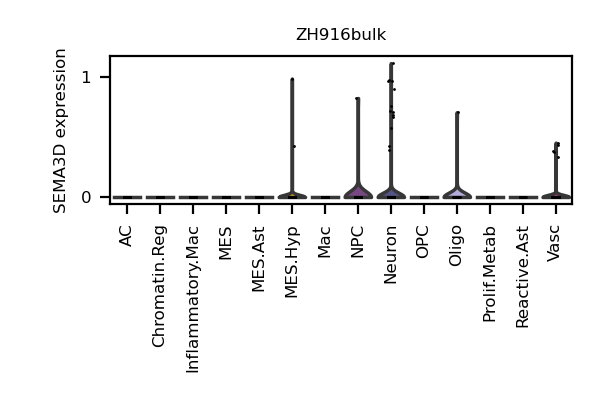 ZH916bulk
SEMA3D expression
1
0
AC
Chromatin.Reg
Inflammatory.Mac
MES
MES.Ast
MES.Hyp
Mac
NPC
Neuron
OPC
Oligo
Prolif.Metab
Reactive.Ast
Vasc